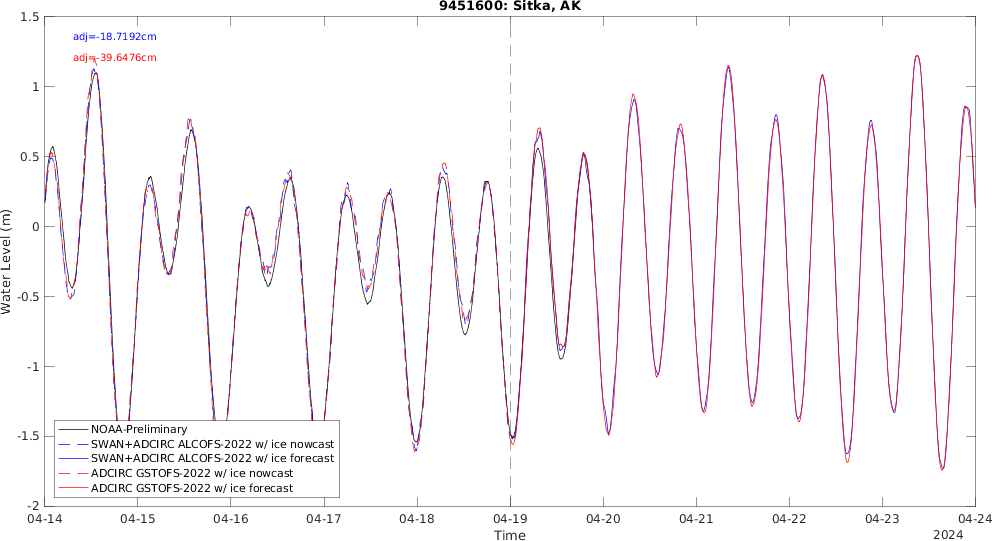 9451600: Sitka, AK
1.5
adj=-18.7192cm
adj=-39.6476cm
1
0.5
0
-0.5
-1
-1.5
-2
Water Level (m)
NOAA-Preliminary
SWAN+ADCIRC ALCOFS-2022 w/ ice nowcast
SWAN+ADCIRC ALCOFS-2022 w/ ice forecast
ADCIRC GSTOFS-2022 w/ ice nowcast
ADCIRC GSTOFS-2022 w/ ice forecast
04-14 04-15 04-16 04-17 04-18 04-19 04-20 04-21 04-22 04-23 04-24
Time
2024